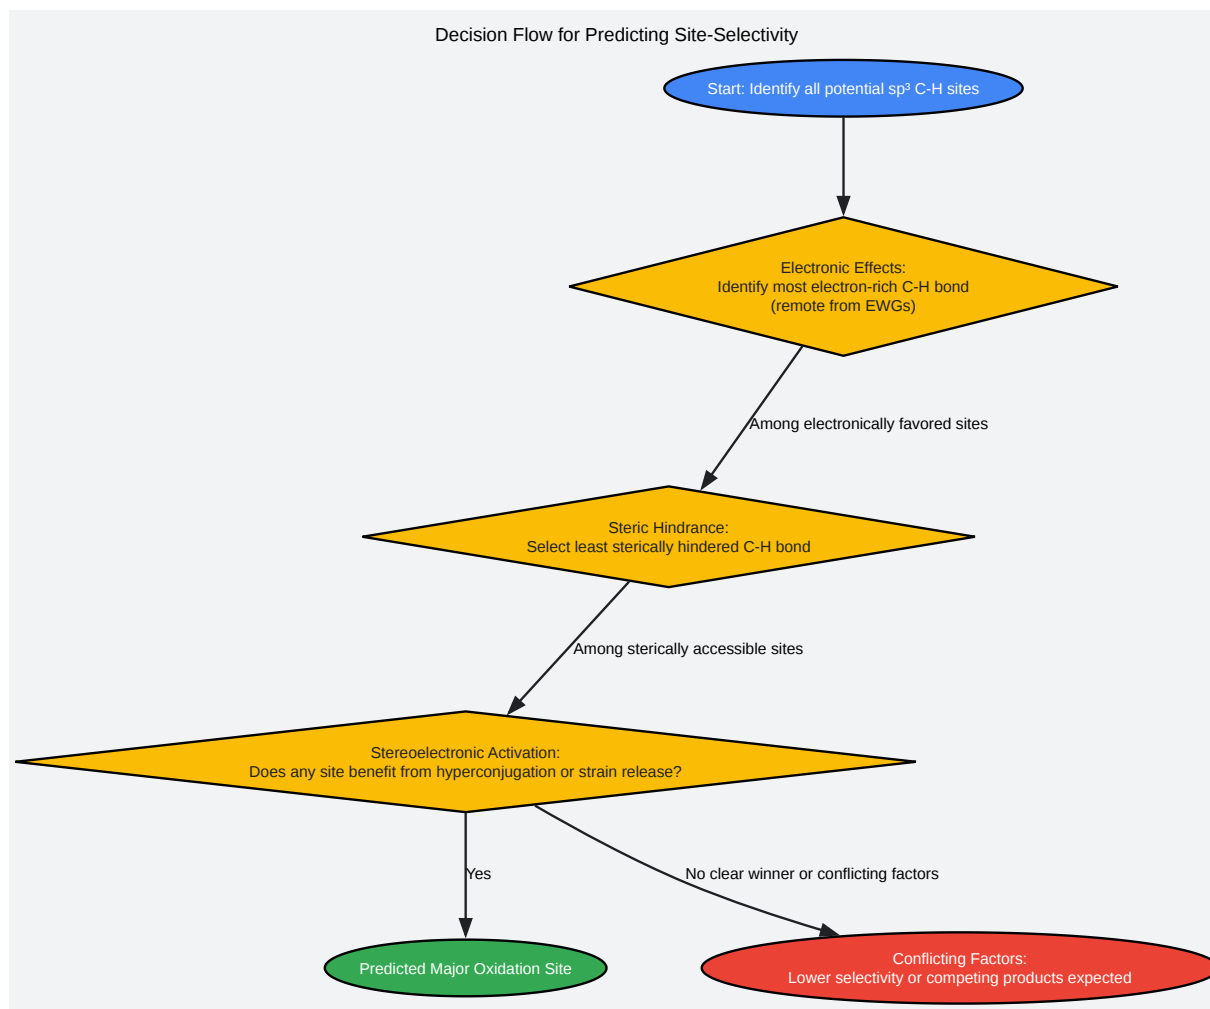 Decision Flow for Predicting Site-Selectivity
Start: Identify all potential sp³ C-H sites
Electronic Effects:
Identify most electron-rich C-H bond
(remote from EWGs)
Among electronically favored sites
Steric Hindrance:
Select least sterically hindered C-H bond
Among sterically accessible sites
Stereoelectronic Activation:
Does any site benefit from hyperconjugation or strain release?
Yes
No clear winner or conflicting factors
Predicted Major Oxidation Site
Conflicting Factors:
Lower selectivity or competing products expected